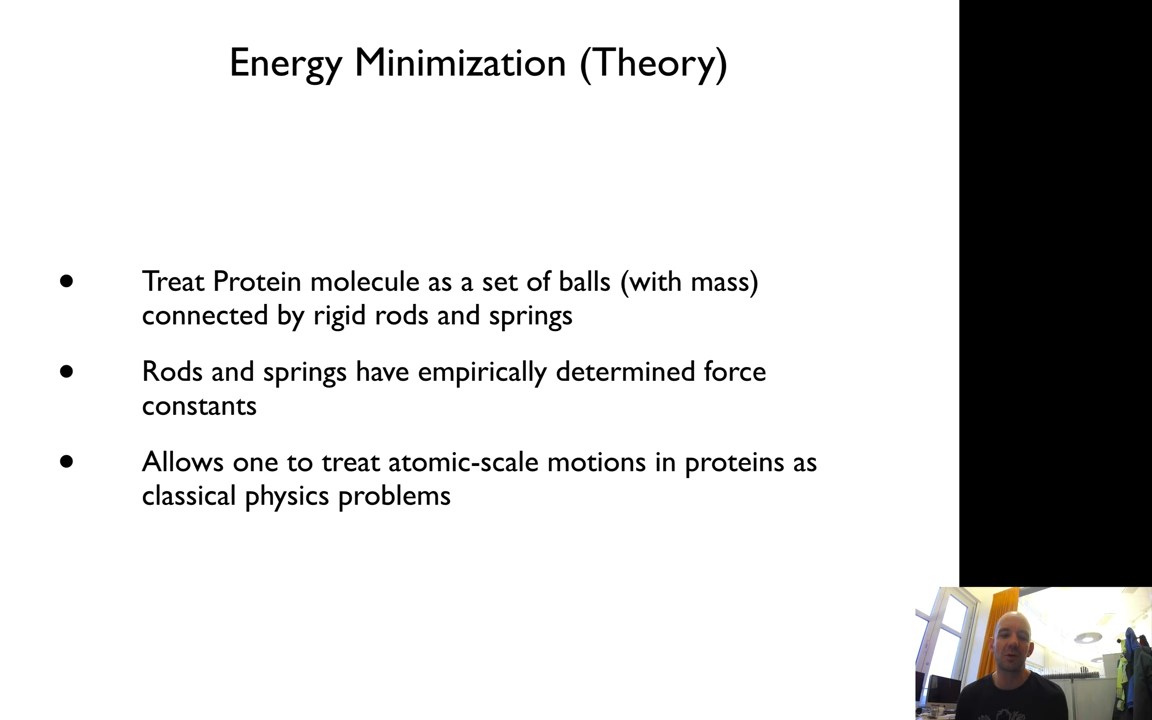 Energy Minimization (Theory)
• Treat Protein molecule as a set of balls (with mass)
connected by rigid rods and springs
• Rods and springs have empirically determined force
constants
• Allows one to treat atomic-scale motions in proteins as
classical physics problems